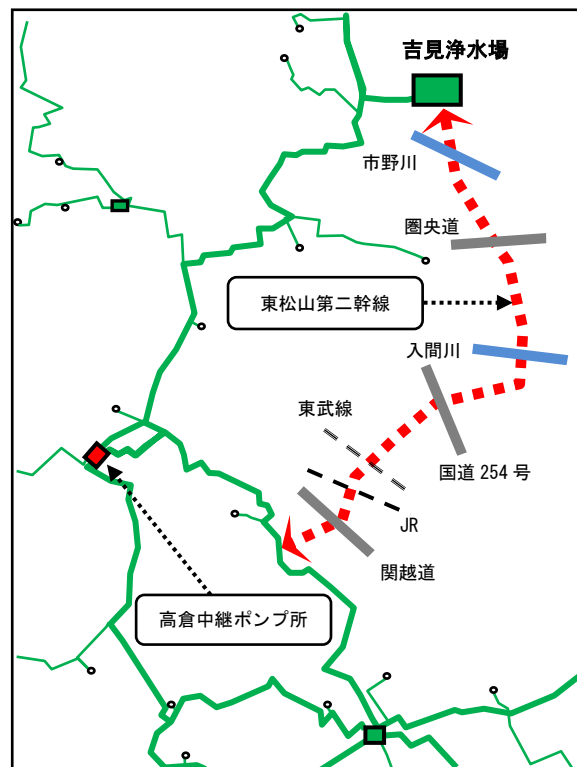 吉見浄水場
市野川
圏央道
東松山第二幹線
入間川
東武線
国道 254 号
JR
関越道
高倉中継ポンプ所